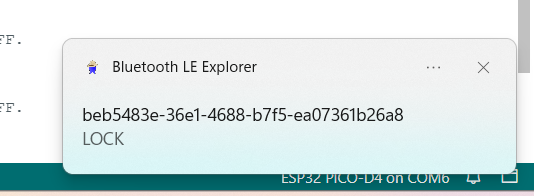 FF.
Bluetooth LE Explorer
beb5483e-36e1-4688-b7f5-ea07361b26a8
LOCK
FF.
ESP32 PICO-D4 on COM6